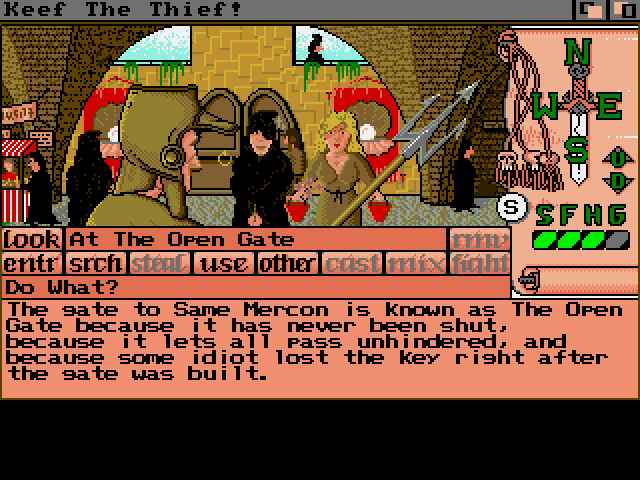 Keef The Thief!
N
W E
S
U
D
S
S F H G
look At The Open Gate rmv
entr srch steal use other cast mix fight
Do What?
The gate to Same Mercon is known as The Open
Gate because it has never been shut,
because it lets all pass unhindered, and
because some idiot lost the key right after
the gate was built.